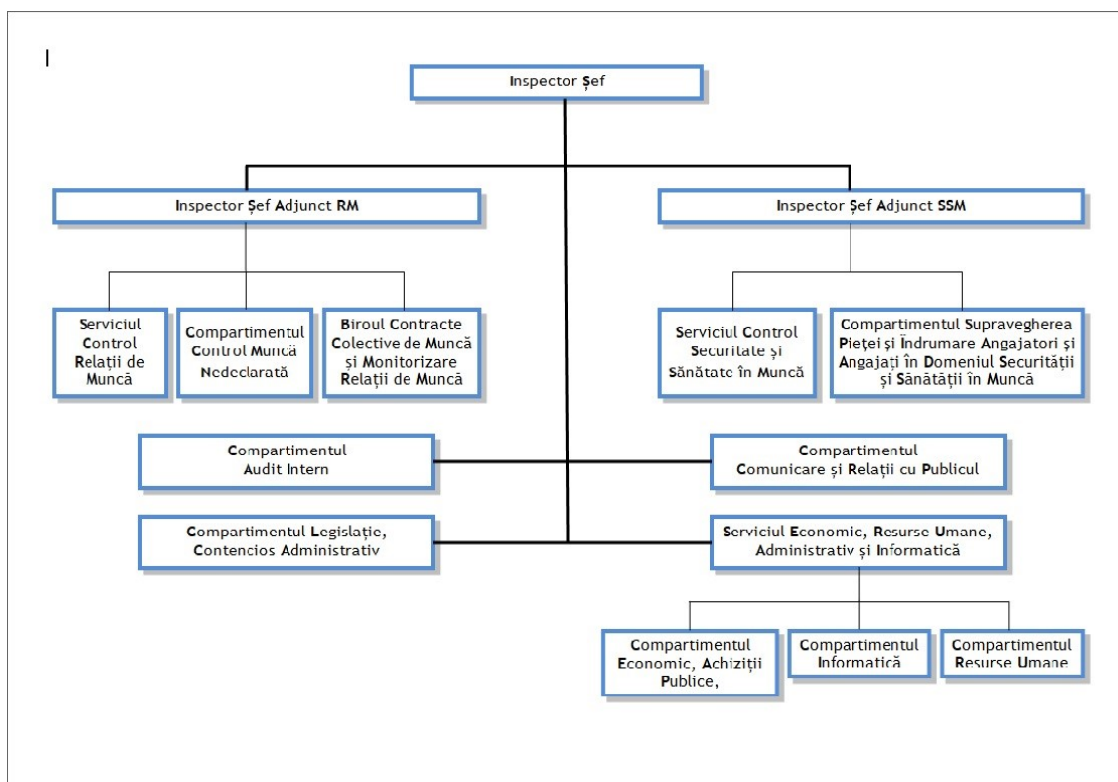 Inspector Șef
Inspector Șef Adjunct RM
Inspector Șef Adjunct SSM
Serviciul
Control
Relații de
Muncă
Compartimentul
Control Muncă
Nedeclarată
Biroul Contracte
Colective de Muncă
și Monitorizare
Relații de Muncă
Serviciul Control
Securitate și
Sănătate în Muncă
Compartimentul Supravegherea
Pieței și Îndrumare Angajatori și
Angajați în Domeniul Securității
și Sănătății în Muncă
Compartimentul
Audit Intern
Compartimentul
Comunicare și Relații cu Publicul
Compartimentul Legislație,
Contencios Administrativ
Serviciul Economic, Resurse Umane,
Administrativ și Informatică
Compartimentul
Economic, Achiziții
Publice,
Compartimentul
Informatică
Compartimentul
Resurse Umane